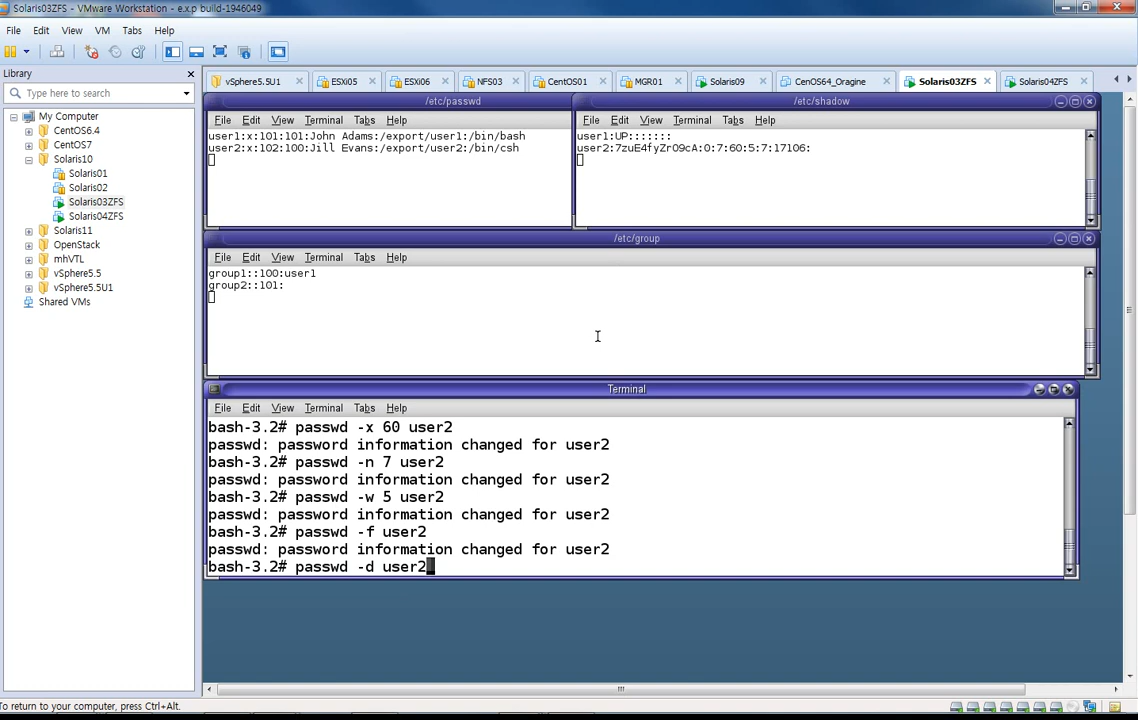 Solaris03ZFS - VMware Workstation - e.x.p build-1946049
File Edit View VM Tabs Help
Library
Type here to search
My Computer
CentOS6.4
CentOS7
Solaris10
Solaris01
Solaris02
Solaris03ZFS
Solaris04ZFS
Solaris11
OpenStack
mhVTL
vSphere5.5
vSphere5.5U1
Shared VMs
vSphere5.5U1 ESXi05 ESXi06 NFS03 CentOS01 MGR01 Solaris09 CentOS64_Oragine Solaris03ZFS Solaris04ZFS
/etc/passwd
File Edit View Terminal Tabs Help
user1:x:101:101:John Adams:/export/user1:/bin/bash
user2:x:102:100:Jill Evans:/export/user2:/bin/csh
/etc/shadow
File Edit View Terminal Tabs Help
user1:UP:::::::
user2:7zuE4fyZrO9cA:0:7:60:5:7:17106:
/etc/group
File Edit View Terminal Tabs Help
group1::100:user1
group2::101:
Terminal
File Edit View Terminal Tabs Help
bash-3.2# passwd -x 60 user2
passwd: password information changed for user2
bash-3.2# passwd -n 7 user2
passwd: password information changed for user2
bash-3.2# passwd -w 5 user2
passwd: password information changed for user2
bash-3.2# passwd -f user2
passwd: password information changed for user2
bash-3.2# passwd -d user2
To return to your computer, press Ctrl+Alt.